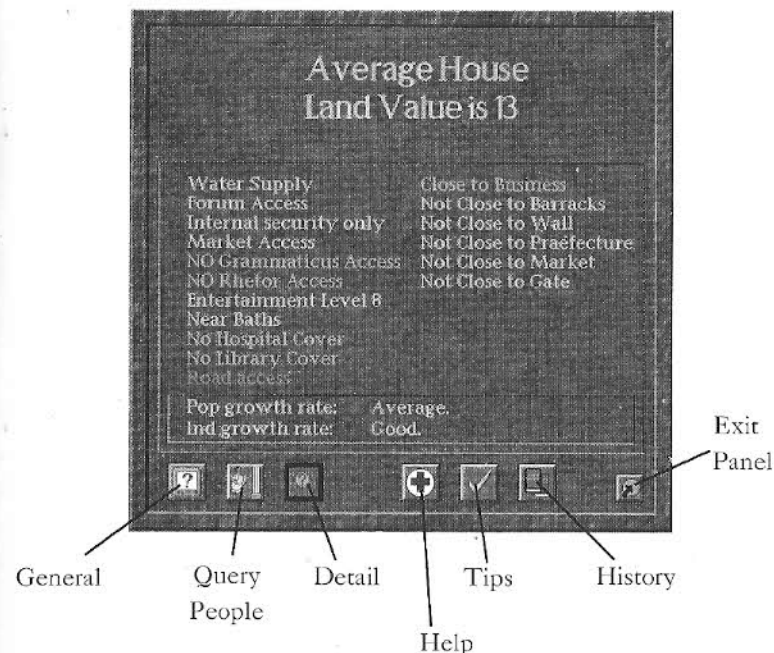 Average House
Land Value is 13
Water Supply
Forum Access
Internal security only
Market Access
NO Grammaticus Access
NO Rhetor Access
Entertainment Level 8
Near Baths
No Hospital Cover
No Library Cover
Road access
Close to Business
Not Close to Barracks
Not Close to Wall
Not Close to Praefecture
Not Close to Market
Not Close to Gate
Pop growth rate: Average.
Ind growth rate: Good.
Exit
Panel
General
Query
People
Detail
Help
Tips
History